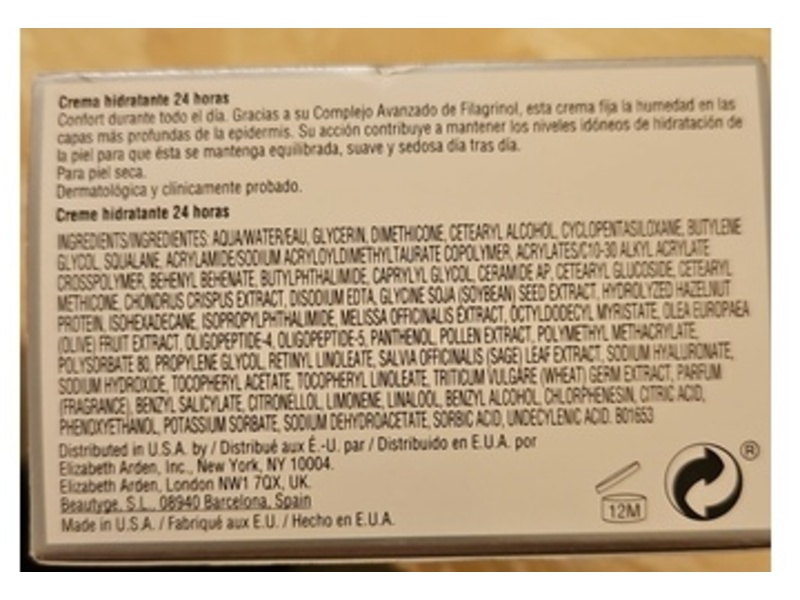 Crema hidratante 24 horas
Confort durante todo el día. Gracias a su Complejo Avanzado de Filagrinol, esta crema fija la humedad en las
capas más profundas de la epidermis. Su acción contribuye a mantener los niveles idóneos de hidratación de
la piel para que ésta se mantenga equilibrada, suave y sedosa día tras día.
Para piel seca.
Dermatológica y clínicamente probado.
Creme hidratante 24 horas
INGREDIENTS/INGREDIENTES: AQUA/WATER/EAU, GLYCERIN, DIMETHICONE, CETEARYL ALCOHOL, CYCLOPENTASILOXANE, BUTYLENE
GLYCOL, SQUALANE, ACRYLAMIDE/SODIUM ACRYLOYLDIMETHYLTAURATE COPOLYMER, ACRYLATES/C10-30 ALKYL ACRYLATE
CROSSPOLYMER, BEHENYL BEHENATE, BUTYLPHTHALIMIDE, CAPRYLYL GLYCOL, CERAMIDE AP, CETEARYL GLUCOSIDE, CETEARYL
METHICONE, CHONDRUS CRISPUS EXTRACT, DISODIUM EDTA, GLYCINE SOJA (SOYBEAN) SEED EXTRACT, HYDROLYZED HAZELNUT
PROTEIN, ISOHEXADECANE, ISOPROPYLPHTHALIMIDE, MELISSA OFFICINALIS EXTRACT, OCTYLDODECYL MYRISTATE, OLEA EUROPAEA
(OLIVE) FRUIT EXTRACT, OLIGOPEPTIDE-4, OLIGOPEPTIDE-5, PANTHENOL, POLLEN EXTRACT, POLYMETHYL METHACRYLATE,
POLYSORBATE 80, PROPYLENE GLYCOL, RETINYL LINOLEATE, SALVIA OFFICINALIS (SAGE) LEAF EXTRACT, SODIUM HYALURONATE,
SODIUM HYDROXIDE, TOCOPHERYL ACETATE, TOCOPHERYL LINOLEATE, TRITICUM VULGARE (WHEAT) GERM EXTRACT, PARFUM
(FRAGRANCE), BENZYL SALICYLATE, CITRONELLOL, LIMONENE, LINALOOL, BENZYL ALCOHOL, CHLORPHENESIN, CITRIC ACID,
PHENOXYETHANOL, POTASSIUM SORBATE, SODIUM DEHYDROACETATE, SORBIC ACID, UNDECYLENIC ACID. B01653
Distributed in U.S.A. by / Distribué aux É.-U. par / Distribuido en E.U.A. por
Elizabeth Arden, Inc., New York, NY 10004.
Elizabeth Arden, London NW1 7QX, UK.
Beautyge, S.L., 08940 Barcelona, Spain
Made in U.S.A. / Fabriqué aux E.U. / Hecho en E.U.A.
12M
®